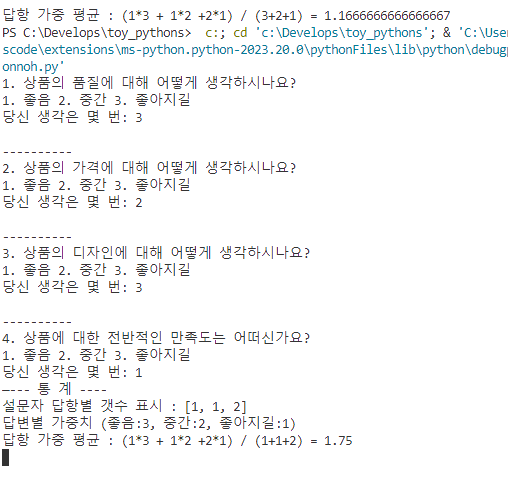 답항 가중 평균 : (1*3 + 1*2 +2*1) / (3+2+1) = 1.1666666666666667
PS C:\Develops\toy_pythons>  c:; cd 'c:\Develops\toy_pythons'; & 'C:\User
scode\extensions\ms-python.python-2023.20.0\pythonFiles\lib\python\debugp
onnoh.py'
1. 상품의 품질에 대해 어떻게 생각하시나요?
1. 좋음 2. 중간 3. 좋아지길
당신 생각은 몇 번: 3
----------
2. 상품의 가격에 대해 어떻게 생각하시나요?
1. 좋음 2. 중간 3. 좋아지길
당신 생각은 몇 번: 2
----------
3. 상품의 디자인에 대해 어떻게 생각하시나요?
1. 좋음 2. 중간 3. 좋아지길
당신 생각은 몇 번: 3
----------
4. 상품에 대한 전반적인 만족도는 어떠신가요?
1. 좋음 2. 중간 3. 좋아지길
당신 생각은 몇 번: 1
—--- 통 계 ----
설문자 답항별 갯수 표시 : [1, 1, 2]
답변별 가중치 (좋음:3, 중간:2, 좋아지길:1)
답항 가중 평균 : (1*3 + 1*2 +2*1) / (1+1+2) = 1.75